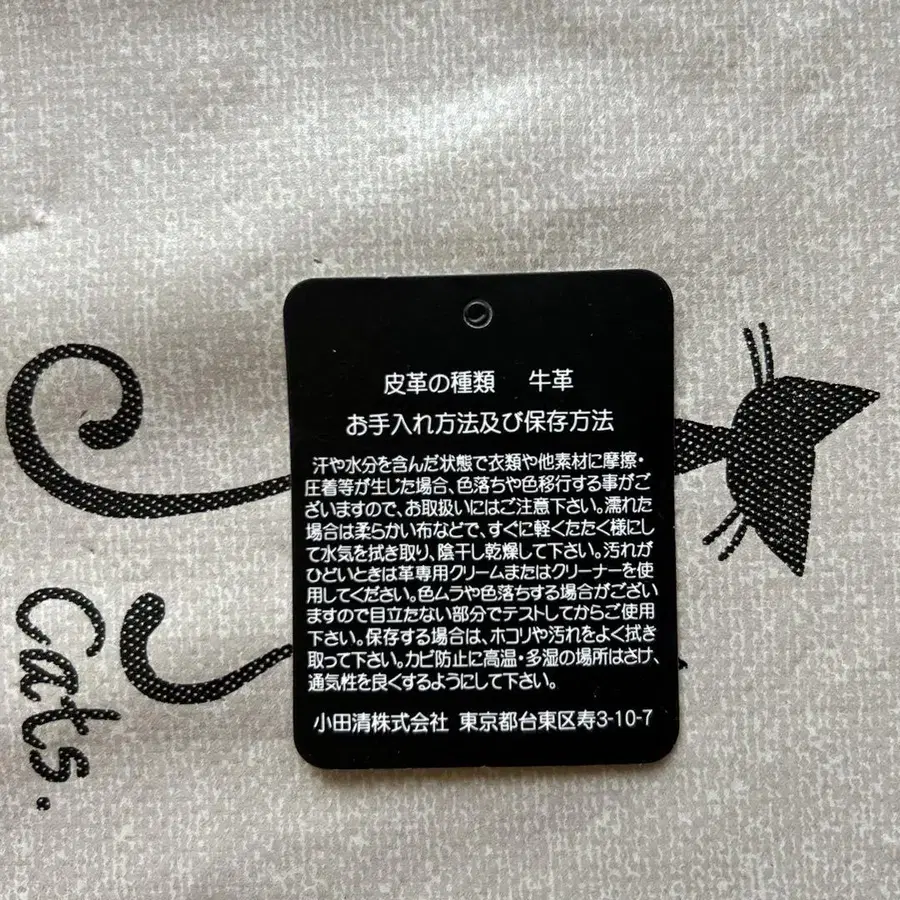 皮革の種類　牛革
お手入れ方法及び保存方法
汗や水分を含んだ状態で衣類や他素材に摩擦・
圧着等が生じた場合、色落ちや色移行する事がご
ざいますので、お取扱いにはご注意下さい。濡れた
場合は柔らかい布などで、すぐに軽くたたく様にし
て水気を拭き取り、陰干し乾燥して下さい。汚れが
ひどいときは革専用クリームまたはクリーナーを使
用してください。色ムラや色落ちする場合がござい
ますので目立たない部分でテストしてからご使用
下さい。保存する場合は、ホコリや汚れをよく拭き
取って下さい。カビ防止に高温・多湿の場所はさけ、
通気性を良くするようにして下さい。
小田清株式会社　東京都台東区寿3-10-7
Cats.